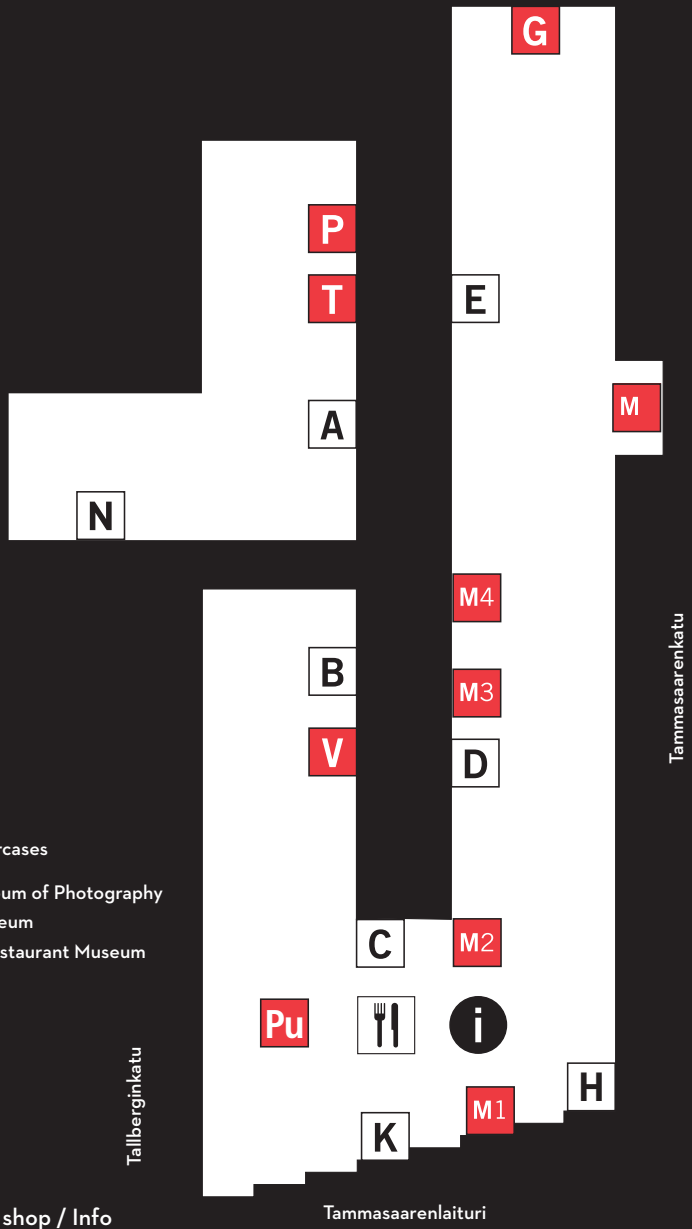 G
P
T
E
A
M
N
M4
B
M3
V
D
Tammasaarenkatu
rcases
um of Photography
eum
staurant Museum
C
M2
Pu
i
H
M1
K
Tallberginkatu
shop / Info
Tammasaarenlaituri